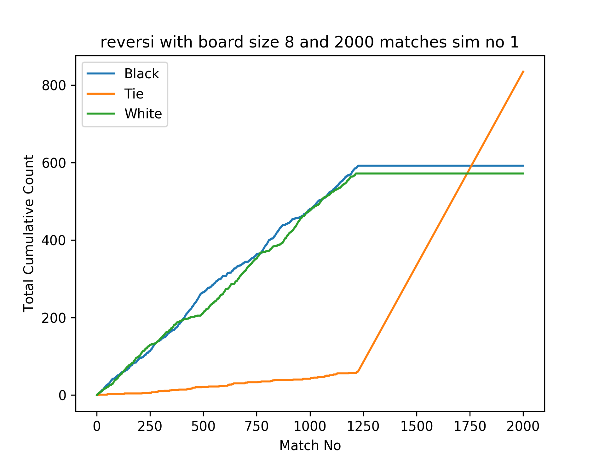 reversi with board size 8 and 2000 matches sim no 1
Black
Tie
White
800
600
400
200
0
Total Cumulative Count
0 250 500 750 1000 1250 1500 1750 2000
Match No